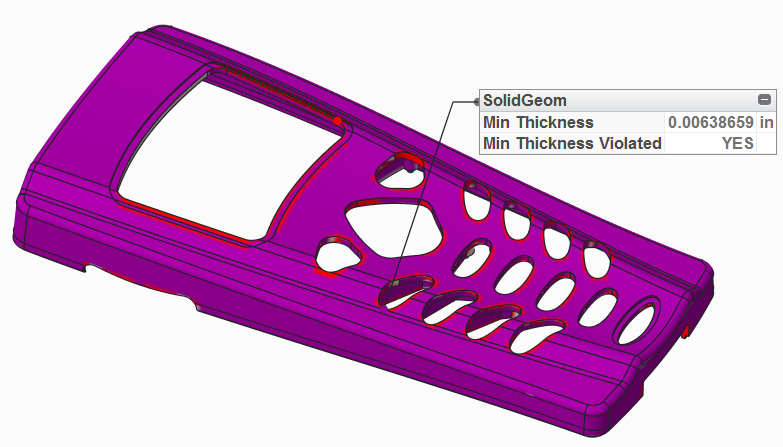 SolidGeom
Min Thickness 0.00638659 in
Min Thickness Violated YES